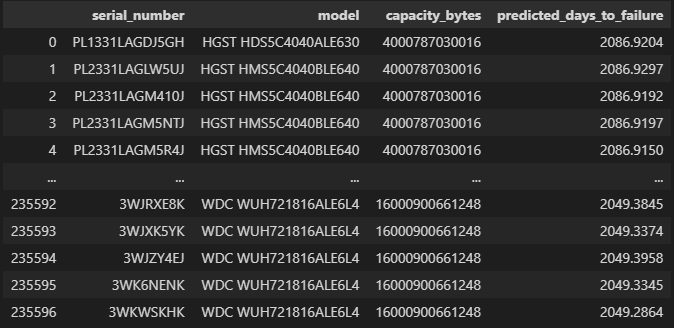 serial_number model capacity_bytes predicted_days_to_failure
0 PL1331LAGDJ5GH HGST HDS5C4040ALE630 4000787030016 2086.9204
1 PL2331LAGLW5UJ HGST HMS5C4040BLE640 4000787030016 2086.9297
2 PL2331LAGM410J HGST HMS5C4040BLE640 4000787030016 2086.9192
3 PL2331LAGM5NTJ HGST HMS5C4040BLE640 4000787030016 2086.9197
4 PL2331LAGM5R4J HGST HMS5C4040BLE640 4000787030016 2086.9150
... ... ... ... ...
235592 3WJRXE8K WDC WUH721816ALE6L4 16000900661248 2049.3845
235593 3WJXK5YK WDC WUH721816ALE6L4 16000900661248 2049.3374
235594 3WJZY4EJ WDC WUH721816ALE6L4 16000900661248 2049.3958
235595 3WK6NENK WDC WUH721816ALE6L4 16000900661248 2049.3345
235596 3WKWSKHK WDC WUH721816ALE6L4 16000900661248 2049.2864